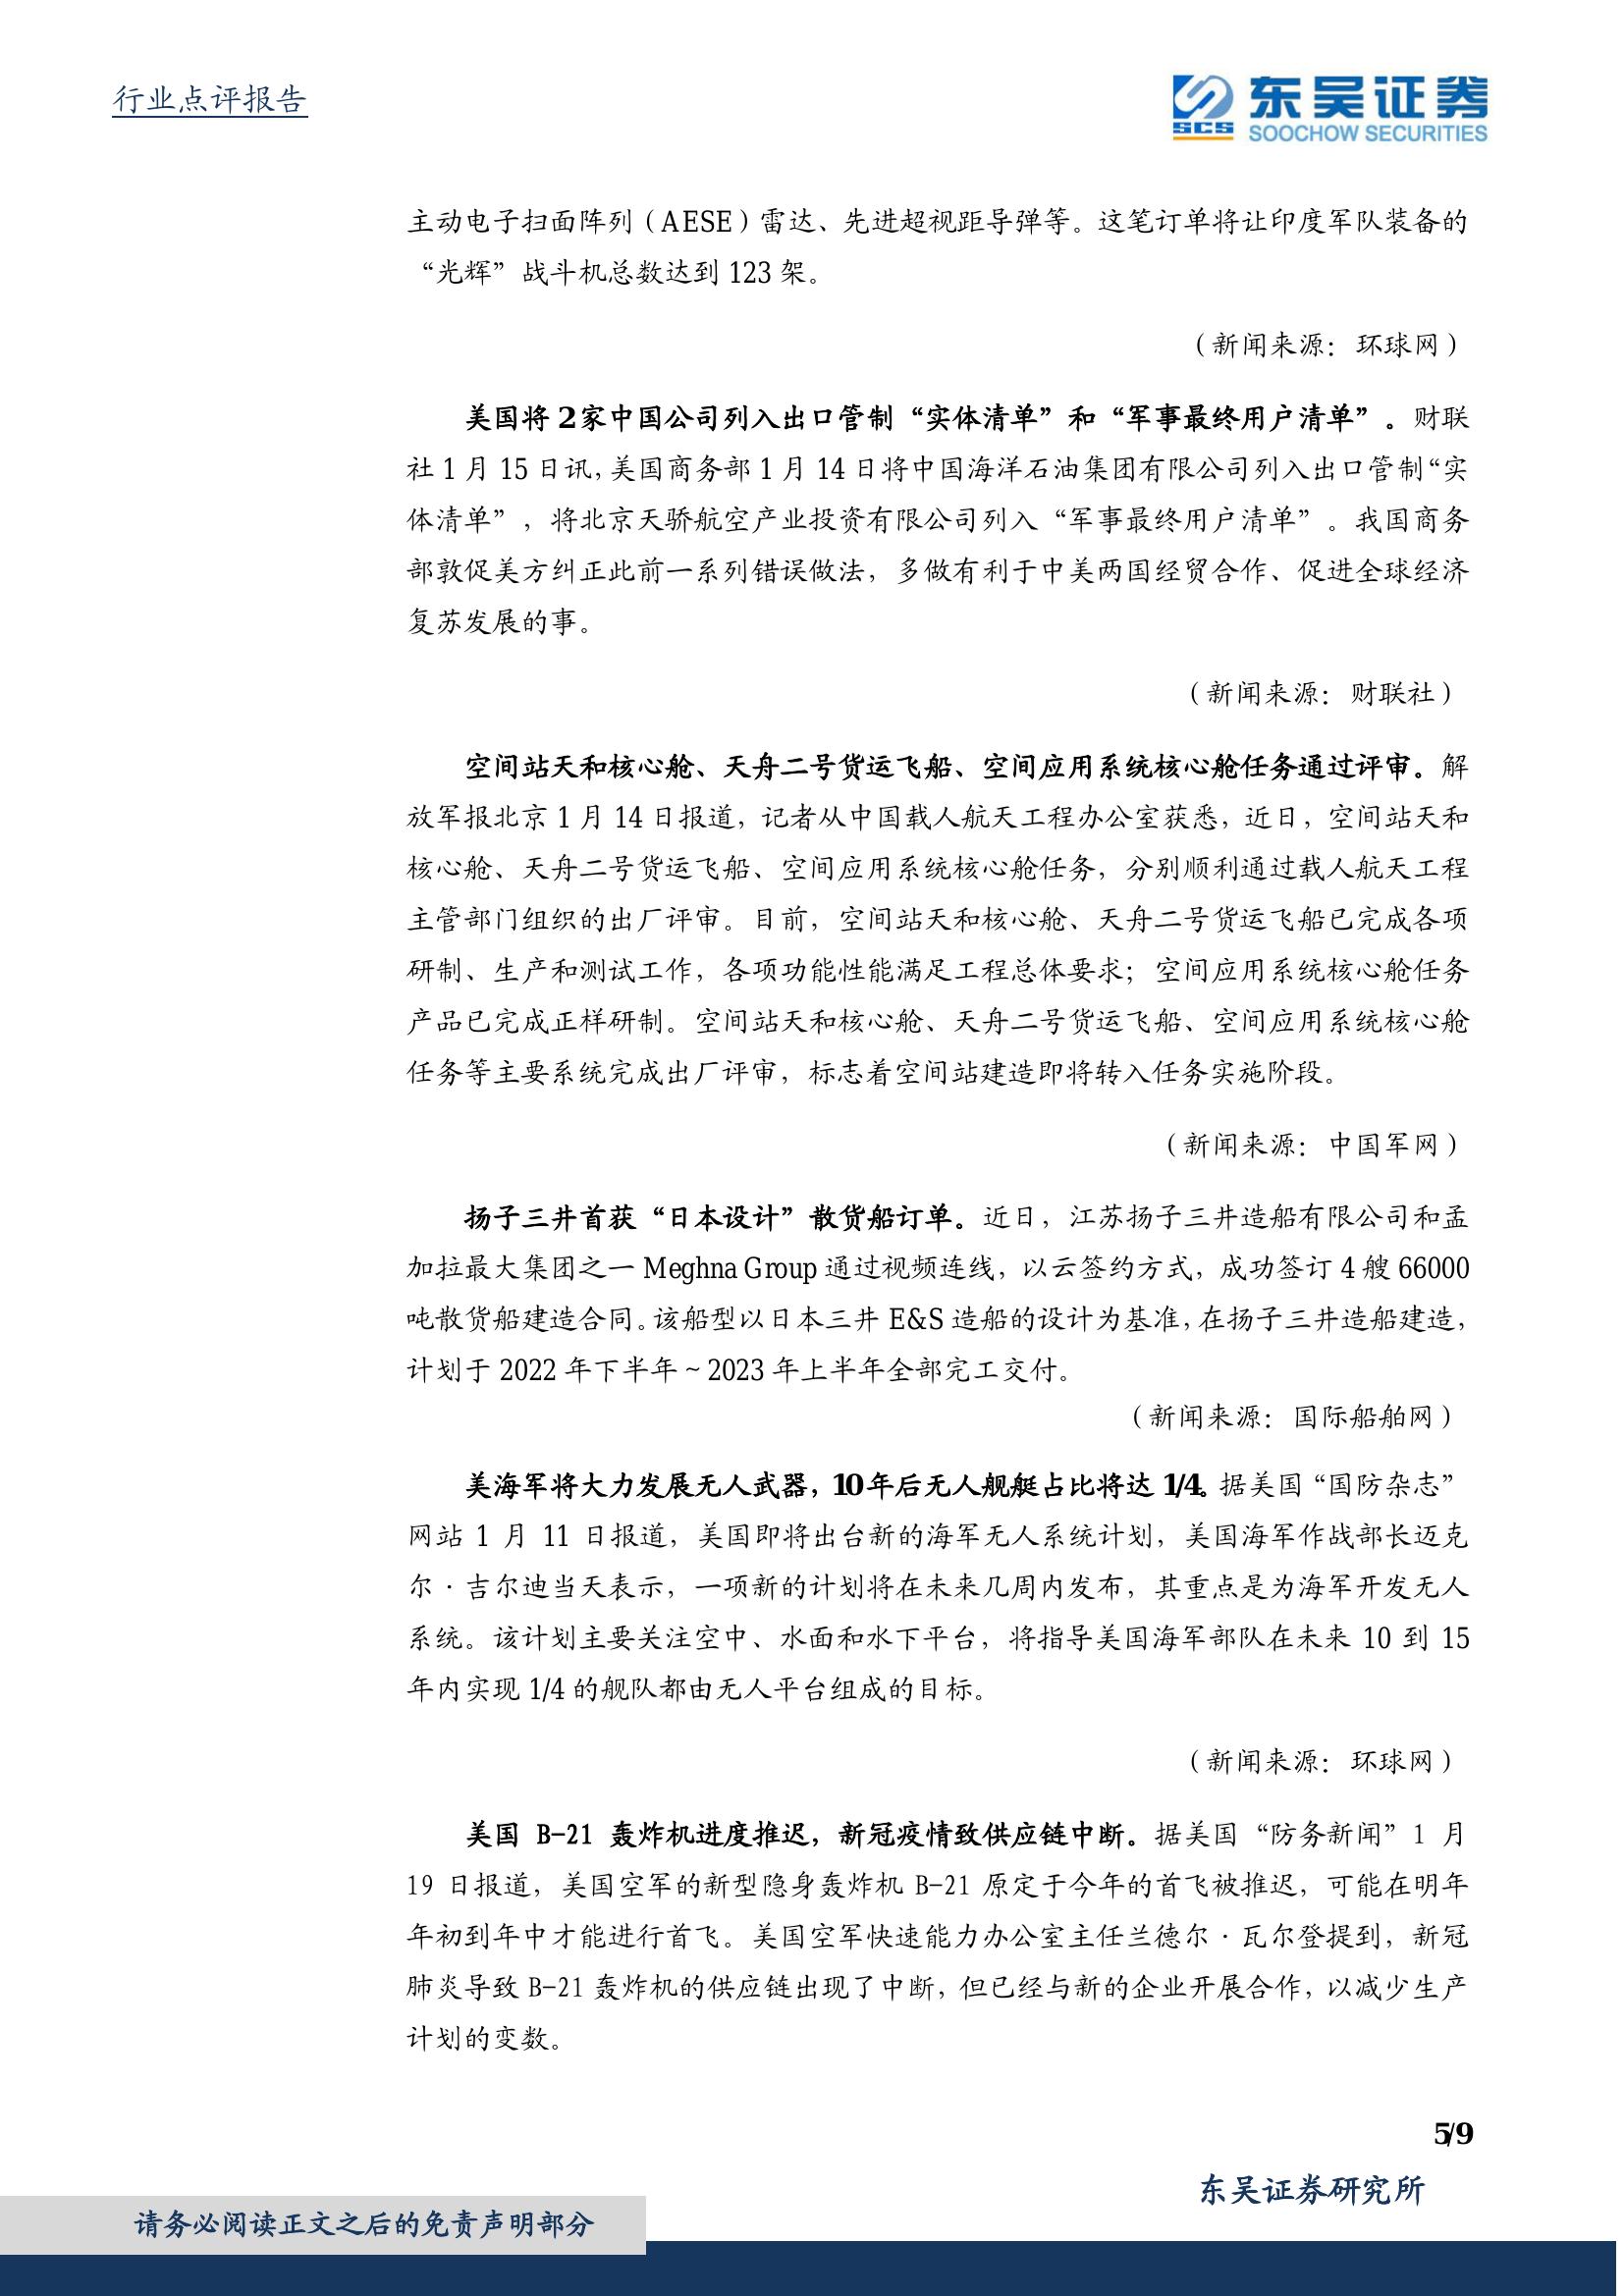 行业点评报告
东吴证券
SCS
SOOCHOW SECURITIES
主动电子扫面阵列（AESE）雷达、先进超视距导弹等。这笔订单将让印度军队装备的
“光辉”战斗机总数达到 123 架。
（新闻来源：环球网）
美国将 2 家中国公司列入出口管制“实体清单”和“军事最终用户清单”。财联
社 1 月 15 日讯，美国商务部 1 月 14 日将中国海洋石油集团有限公司列入出口管制“实
体清单”，将北京天骄航空产业投资有限公司列入“军事最终用户清单”。我国商务
部敦促美方纠正此前一系列错误做法，多做有利于中美两国经贸合作、促进全球经济
复苏发展的事。
（新闻来源：财联社）
空间站天和核心舱、天舟二号货运飞船、空间应用系统核心舱任务通过评审。解
放军报北京 1 月 14 日报道，记者从中国载人航天工程办公室获悉，近日，空间站天和
核心舱、天舟二号货运飞船、空间应用系统核心舱任务，分别顺利通过载人航天工程
主管部门组织的出厂评审。目前，空间站天和核心舱、天舟二号货运飞船已完成各项
研制、生产和测试工作，各项功能性能满足工程总体要求；空间应用系统核心舱任务
产品已完成正样研制。空间站天和核心舱、天舟二号货运飞船、空间应用系统核心舱
任务等主要系统完成出厂评审，标志着空间站建造即将转入任务实施阶段。
（新闻来源：中国军网）
扬子三井首获“日本设计”散货船订单。近日，江苏扬子三井造船有限公司和孟
加拉最大集团之一 Meghna Group 通过视频连线，以云签约方式，成功签订 4 艘 66000
吨散货船建造合同。该船型以日本三井 E&S 造船的设计为基准，在扬子三井造船建造，
计划于 2022 年下半年～2023 年上半年全部完工交付。
（新闻来源：国际船舶网）
美海军将大力发展无人武器，10 年后无人舰艇占比将达 1/4。据美国“国防杂志”
网站 1 月 11 日报道，美国即将出台新的海军无人系统计划，美国海军作战部长迈克
尔·吉尔迪当天表示，一项新的计划将在未来几周内发布，其重点是为海军开发无人
系统。该计划主要关注空中、水面和水下平台，将指导美国海军部队在未来 10 到 15
年内实现 1/4 的舰队都由无人平台组成的目标。
（新闻来源：环球网）
美国 B-21 轰炸机进度推迟，新冠疫情致供应链中断。据美国“防务新闻”1 月
19 日报道，美国空军的新型隐身轰炸机 B-21 原定于今年的首飞被推迟，可能在明年
年初到年中才能进行首飞。美国空军快速能力办公室主任兰德尔·瓦尔登提到，新冠
肺炎导致 B-21 轰炸机的供应链出现了中断，但已经与新的企业开展合作，以减少生产
计划的变数。
5/9
东吴证券研究所
请务必阅读正文之后的免责声明部分